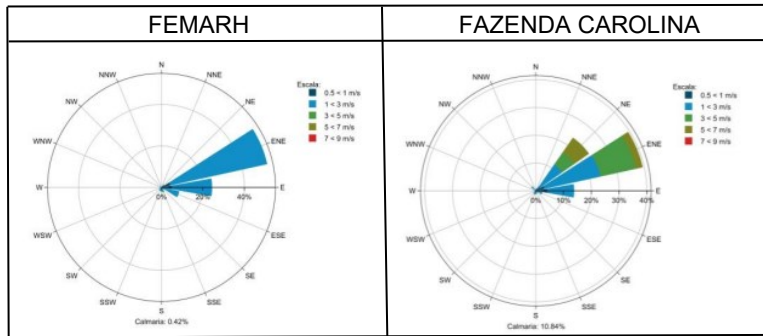 FEMARH
FAZENDA CAROLINA
N
NNE
NE
ENE
E
ESE
SE
SSE
S
SSW
SW
WSW
W
WNW
NW
NNW
0% 20% 40%
Escala:
0.5 < 1 m/s
1 < 3 m/s
3 < 5 m/s
5 < 7 m/s
7 < 9 m/s
Calmaria: 0.42%
N
NNE
NE
ENE
E
ESE
SE
SSE
S
SSW
SW
WSW
W
WNW
NW
NNW
0% 10% 20% 30% 40%
Escala:
0.5 < 1 m/s
1 < 3 m/s
3 < 5 m/s
5 < 7 m/s
7 < 9 m/s
Calmaria: 10.84%